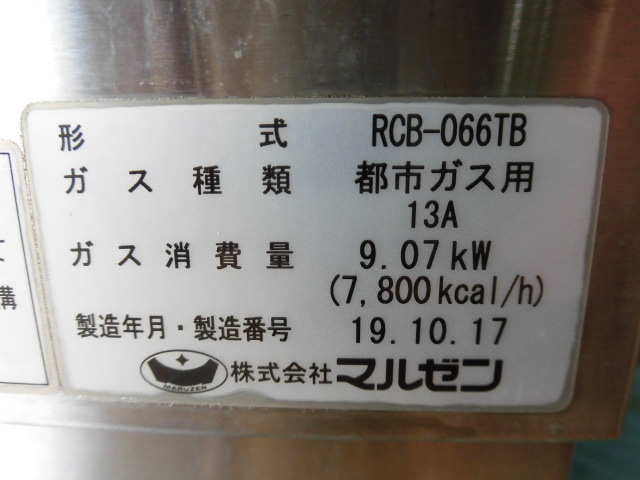 形式 RCB-066TB
ガス種類 都市ガス用
13A
ガス消費量 9.07kW
(7,800kcal/h)
製造年月・製造番号 19.10.17
MARUZEN 株式会社マルゼン
構